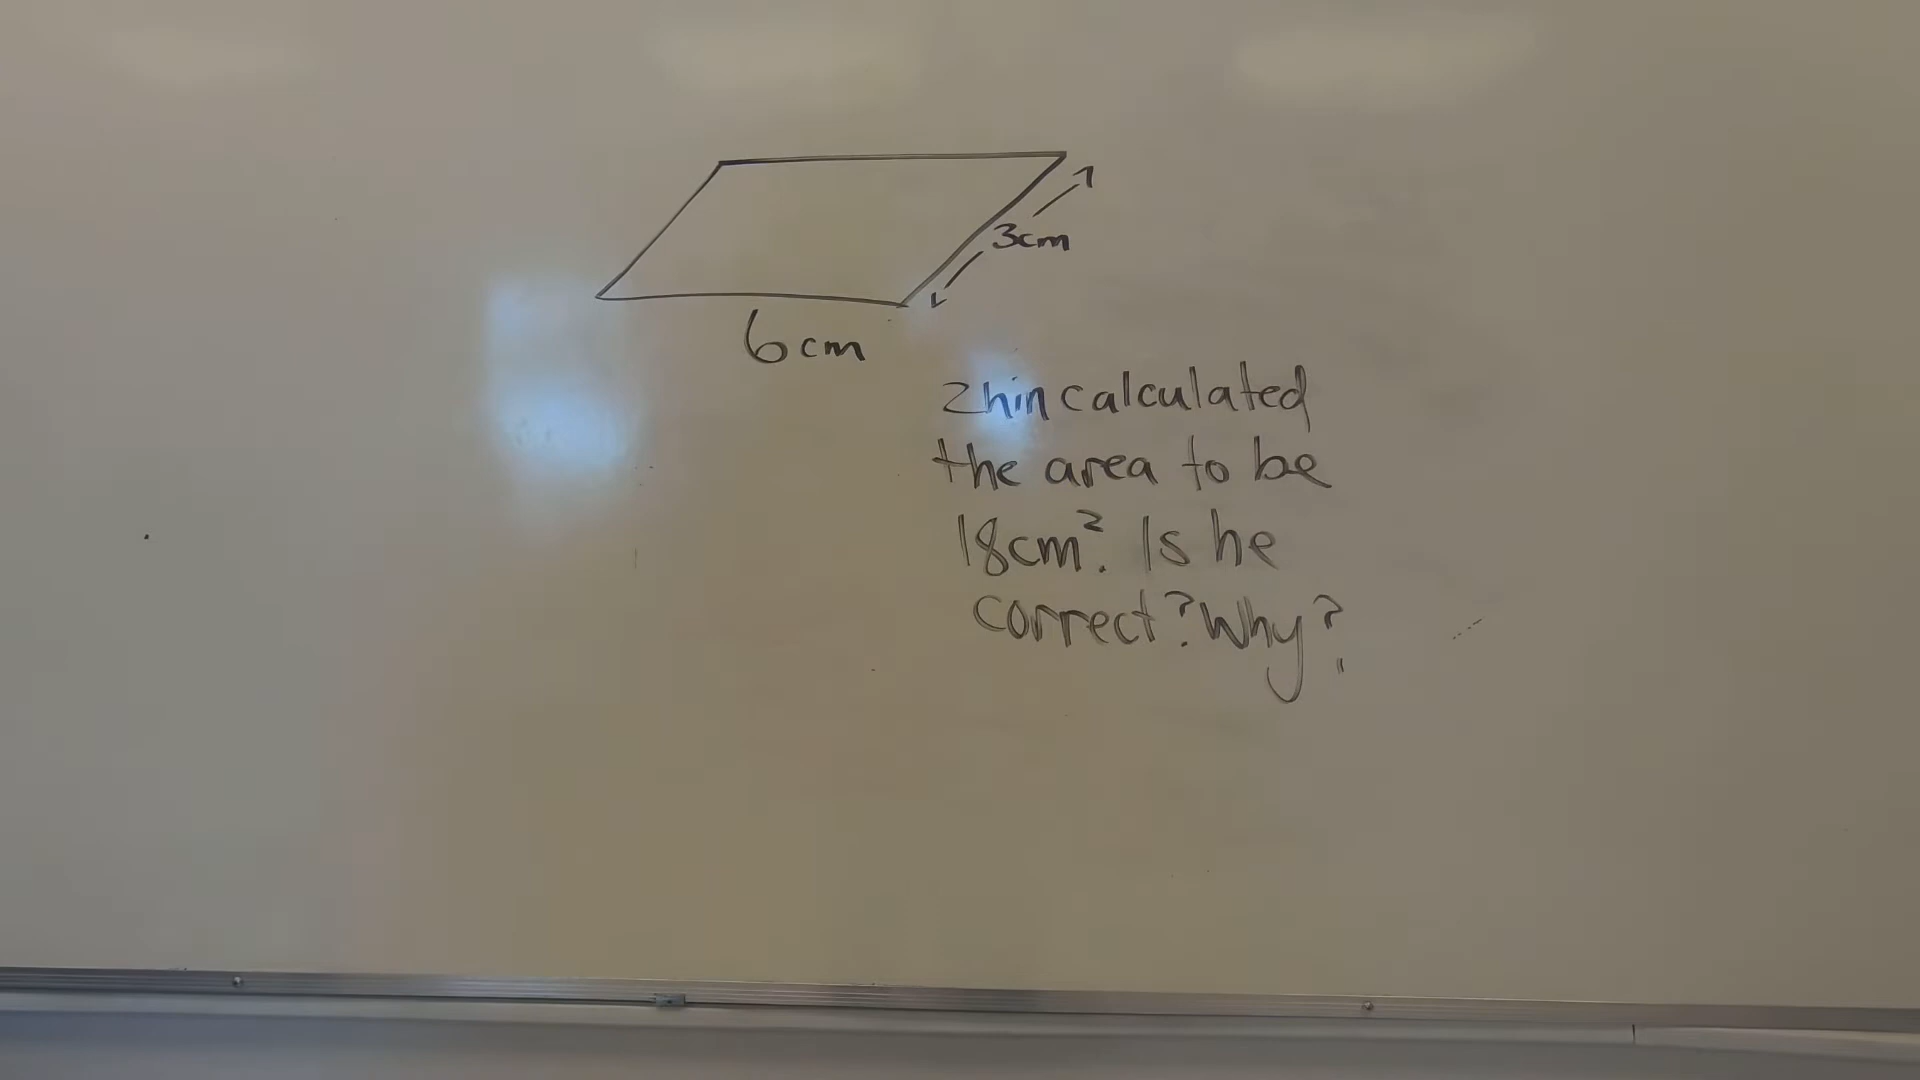 3cm
6cm
Zhin calculated
the area to be
18cm². Is he
correct? Why?